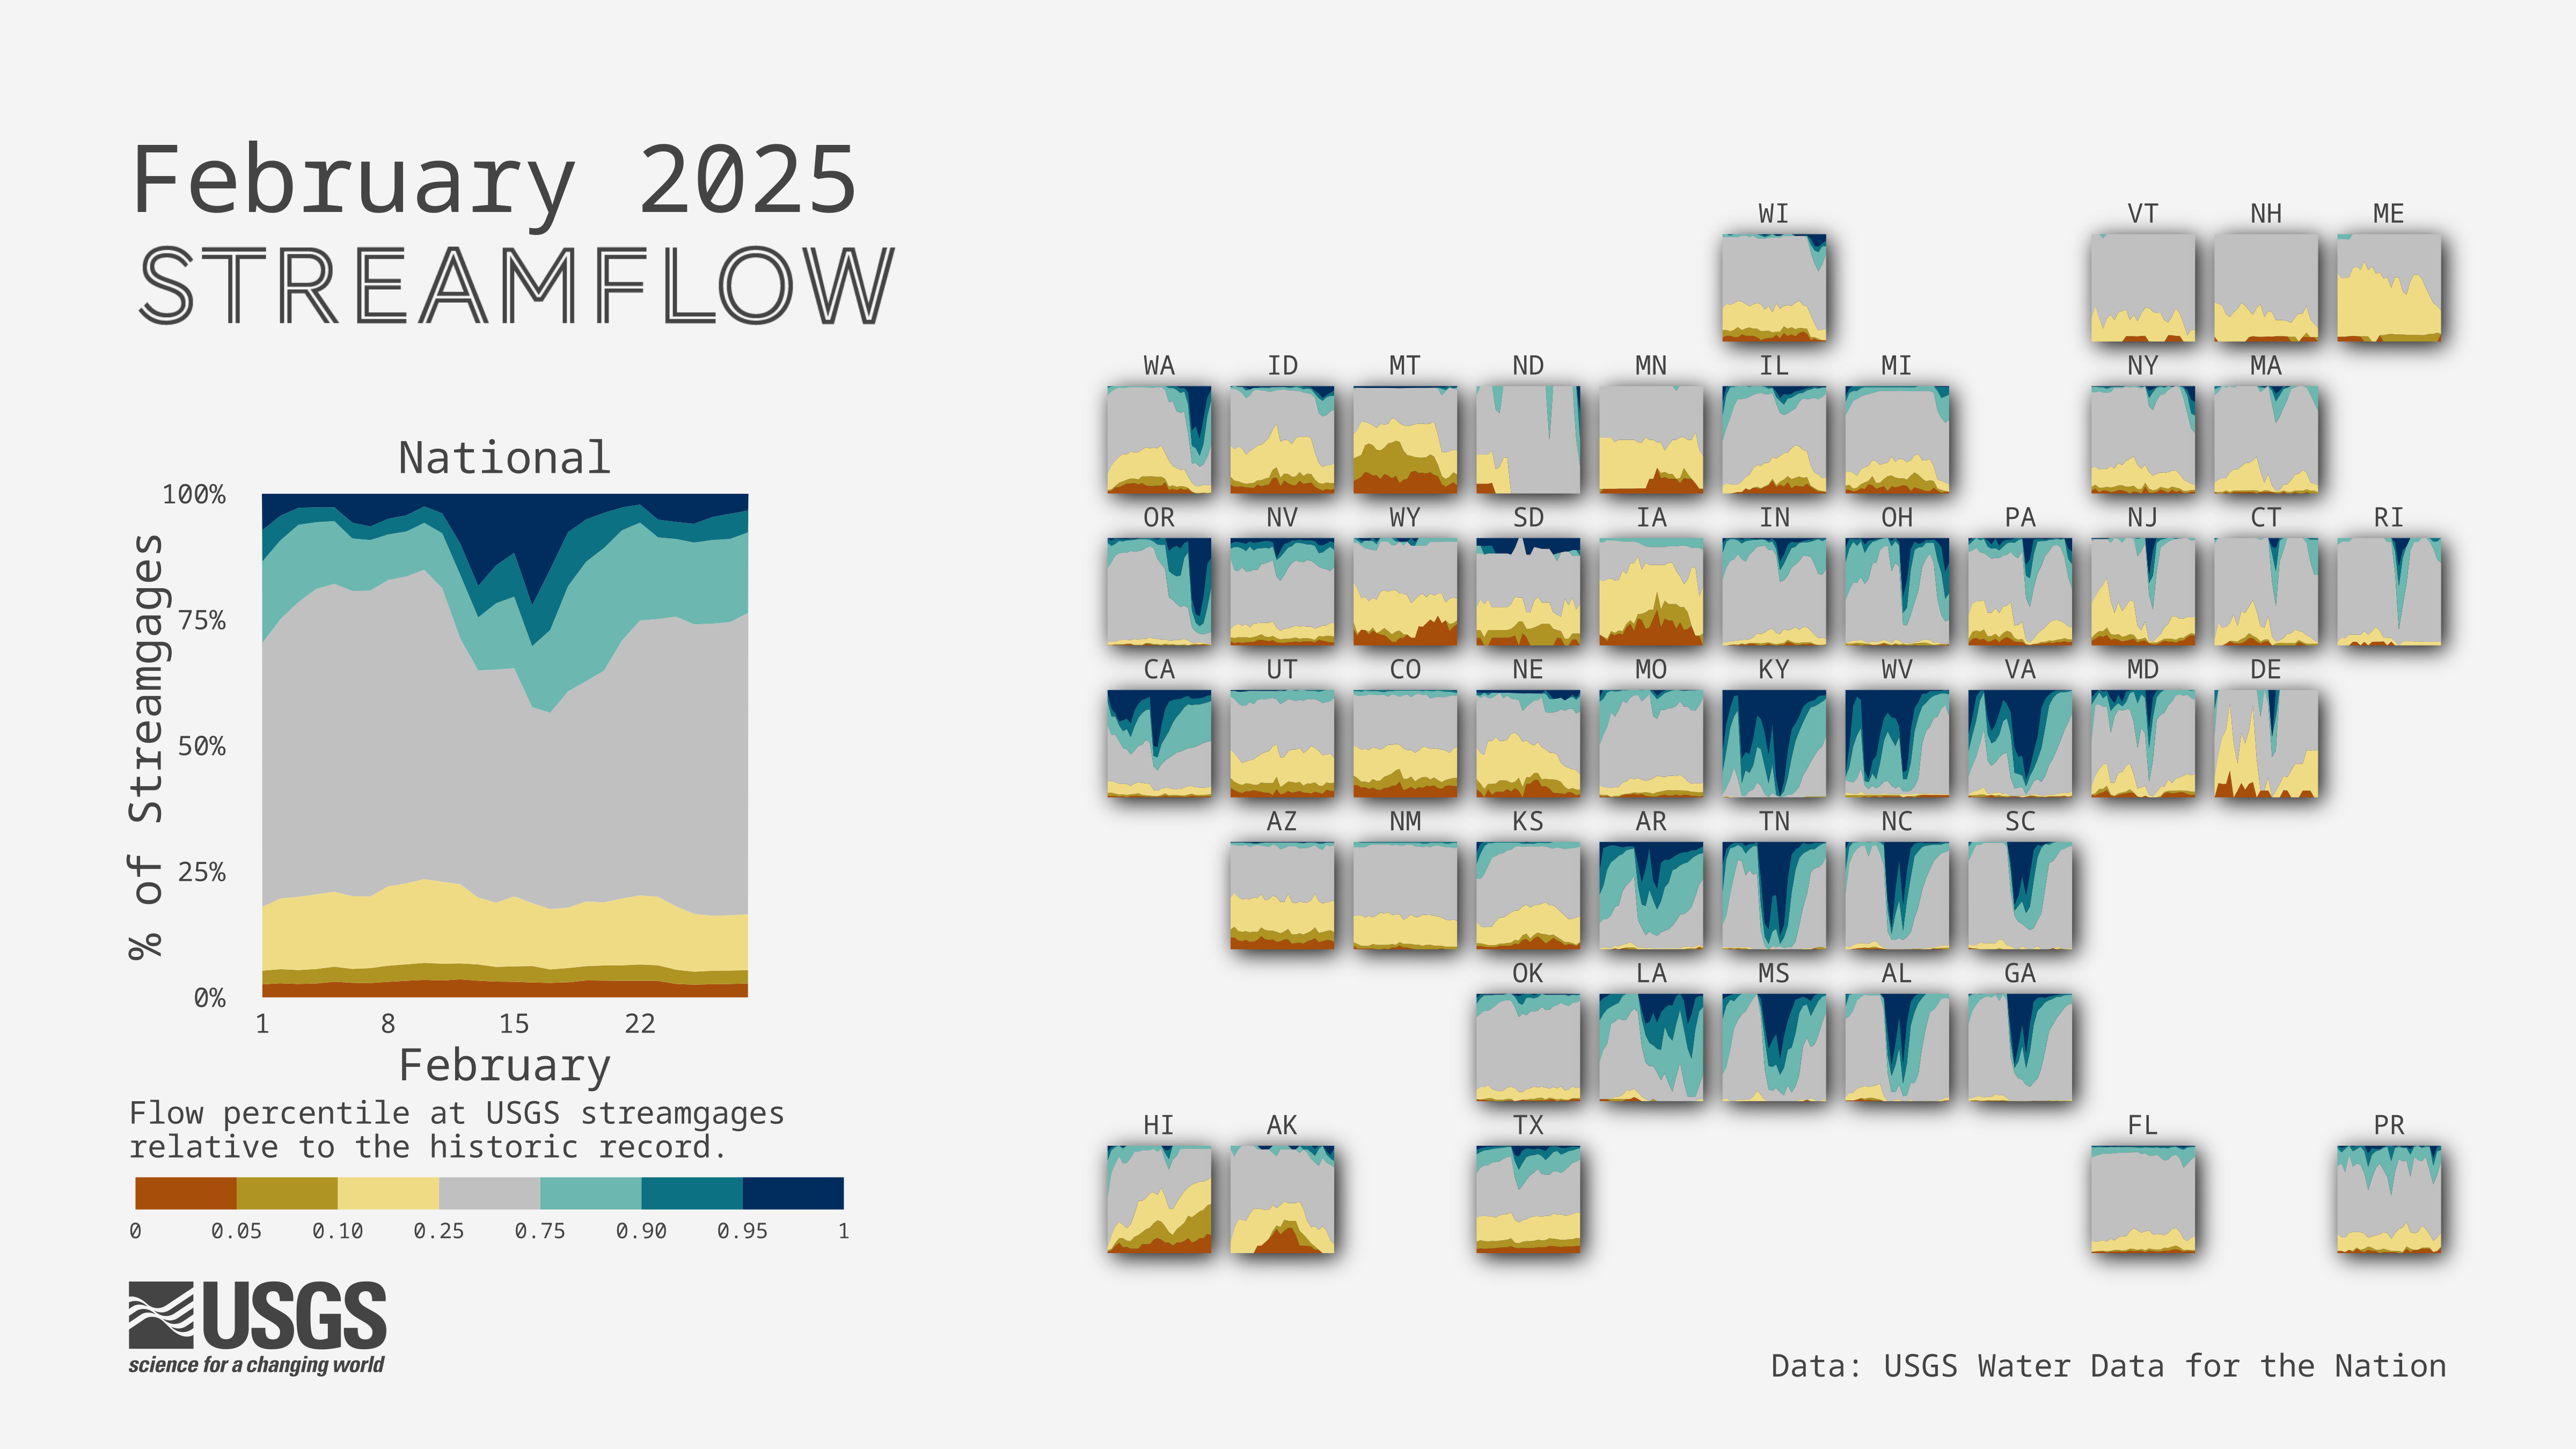 February 2025
STREAMFLOW
National
% of Streamgages
100%
75%
50%
25%
0%
1 8 15 22
February
Flow percentile at USGS streamgages
relative to the historic record.
0 0.05 0.10 0.25 0.75 0.90 0.95 1
USGS
science for a changing world
WI VT NH ME
WA ID MT ND MN IL MI NY MA
OR NV WY SD IA IN OH PA NJ CT RI
CA UT CO NE MO KY WV VA MD DE
AZ NM KS AR TN NC SC
OK LA MS AL GA
HI AK TX FL PR
Data: USGS Water Data for the Nation